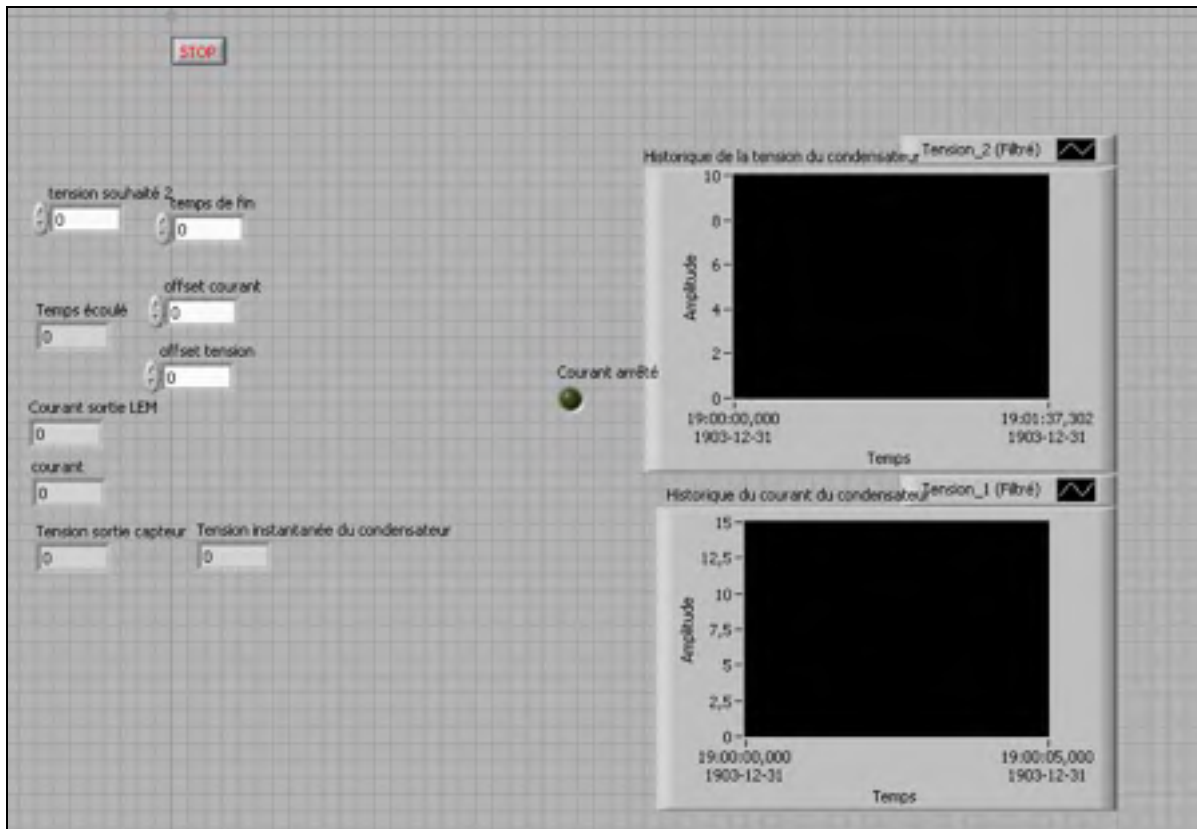 STOP
tension souhaité 2
0
temps de fin
0
offset courant
0
Temps écoulé
0
offset tension
0
Courant sortie LEM
0
courant
0
Tension sortie capteur
0
Tension instantanée du condensateur
0
Courant arrêté
Historique de la tension du condensateur
Tension_2 (Filtré)
10
8
6
4
2
0
Amplitude
19:00:00,000
1903-12-31
19:01:37,302
1903-12-31
Temps
Historique du courant du condensateur
Tension_1 (Filtré)
15
12,5
10
7,5
5
2,5
0
Amplitude
19:00:00,000
1903-12-31
19:00:05,000
1903-12-31
Temps